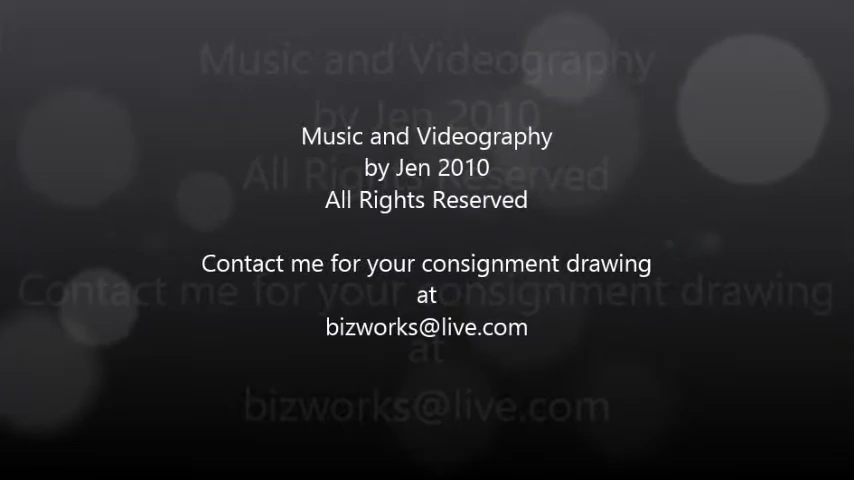 Music and Videography
by Jen 2010
All Rights Reserved
Contact me for your consignment drawing
at
bizworks@live.com